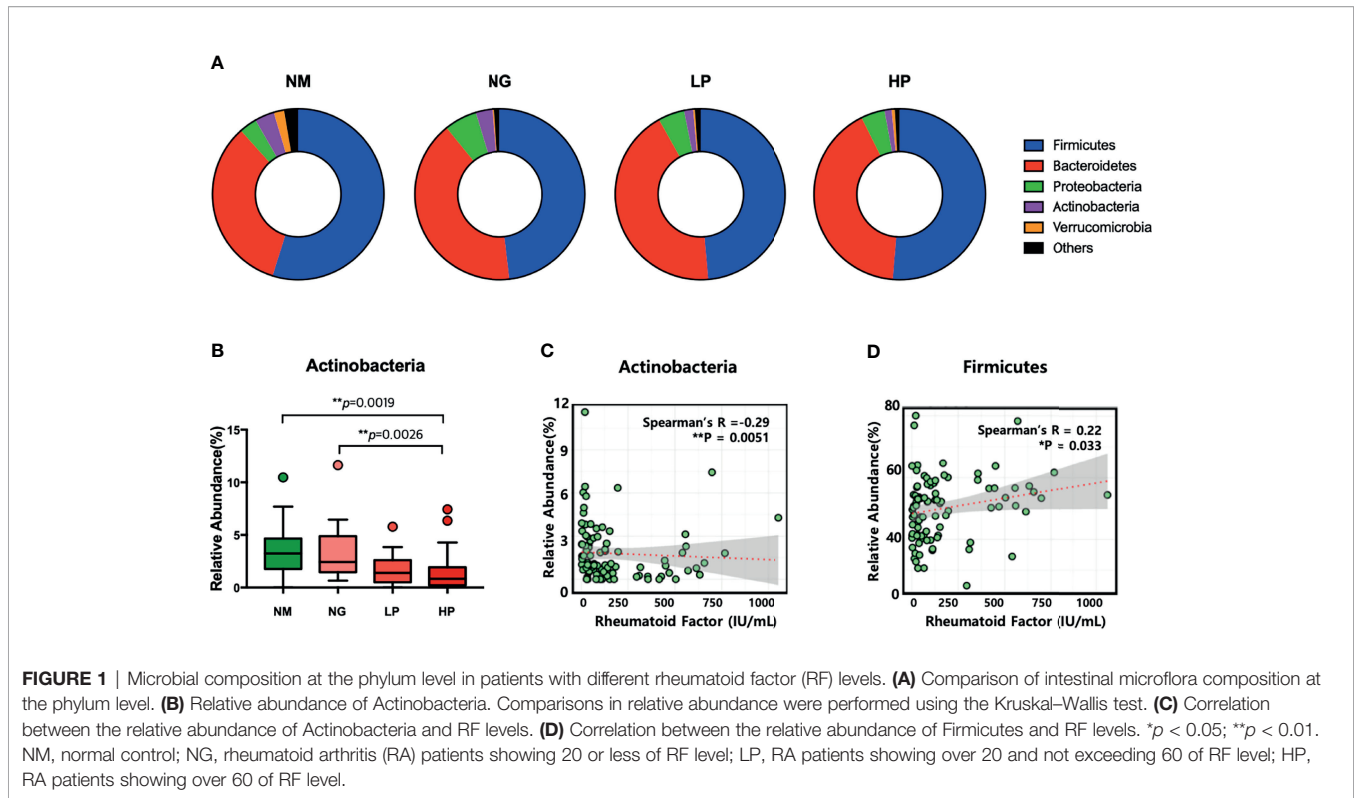 A
NM
NG
LP
HP
Firmicutes
Bacteroidetes
Proteobacteria
Actinobacteria
Verrucomicrobia
Others
B
Actinobacteria
**p=0.0019
**p=0.0026
Relative Abundance(%)
15
10
5
0
NM
NG
LP
HP
C
Actinobacteria
Spearman's R =-0.29
**P = 0.0051
Relative Abundance(%)
12
9
6
3
0
0 250 500 750 1000
Rheumatoid Factor (IU/mL)
D
Firmicutes
Spearman's R = 0.22
*P = 0.033
Relative Abundance(%)
80
60
40
0
0 250 500 750 1000
Rheumatoid Factor (IU/mL)
FIGURE 1 | Microbial composition at the phylum level in patients with different rheumatoid factor (RF) levels. (A) Comparison of intestinal microflora composition at
the phylum level. (B) Relative abundance of Actinobacteria. Comparisons in relative abundance were performed using the Kruskal–Wallis test. (C) Correlation
between the relative abundance of Actinobacteria and RF levels. (D) Correlation between the relative abundance of Firmicutes and RF levels. *p < 0.05; **p < 0.01.
NM, normal control; NG, rheumatoid arthritis (RA) patients showing 20 or less of RF level; LP, RA patients showing over 20 and not exceeding 60 of RF level; HP,
RA patients showing over 60 of RF level.